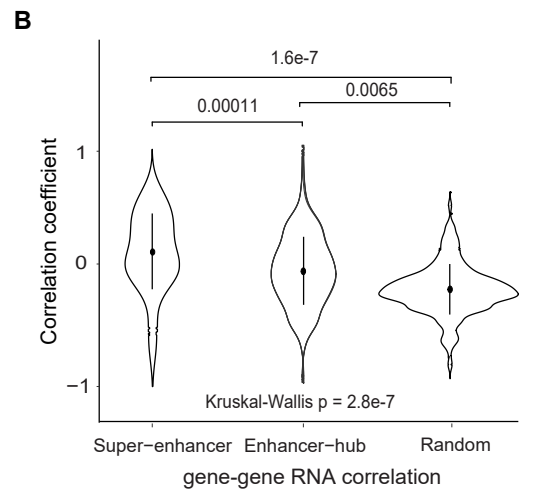 B
1.6e-7
0.0065
0.00011
Correlation coefficient
1
0
−1
Kruskal-Wallis p = 2.8e-7
Super−enhancer Enhancer−hub Random
gene-gene RNA correlation